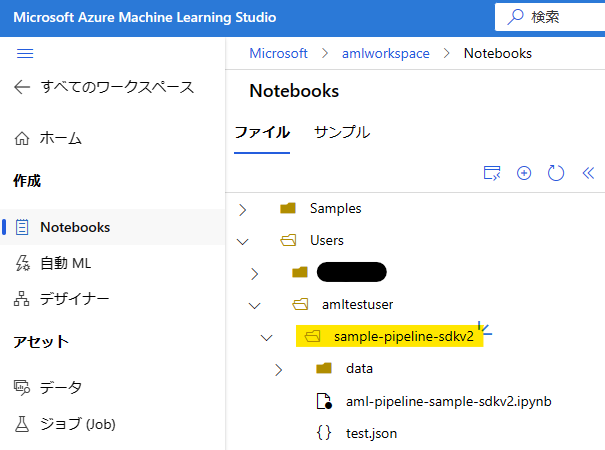 Microsoft Azure Machine Learning Studio
検索
すべてのワークスペース
ホーム
作成
Notebooks
自動 ML
デザイナー
アセット
データ
ジョブ (Job)
Microsoft > amlworkspace > Notebooks
Notebooks
ファイル サンプル
Samples
Users
amltestuser
sample-pipeline-sdkv2
data
aml-pipeline-sample-sdkv2.ipynb
{} test.json